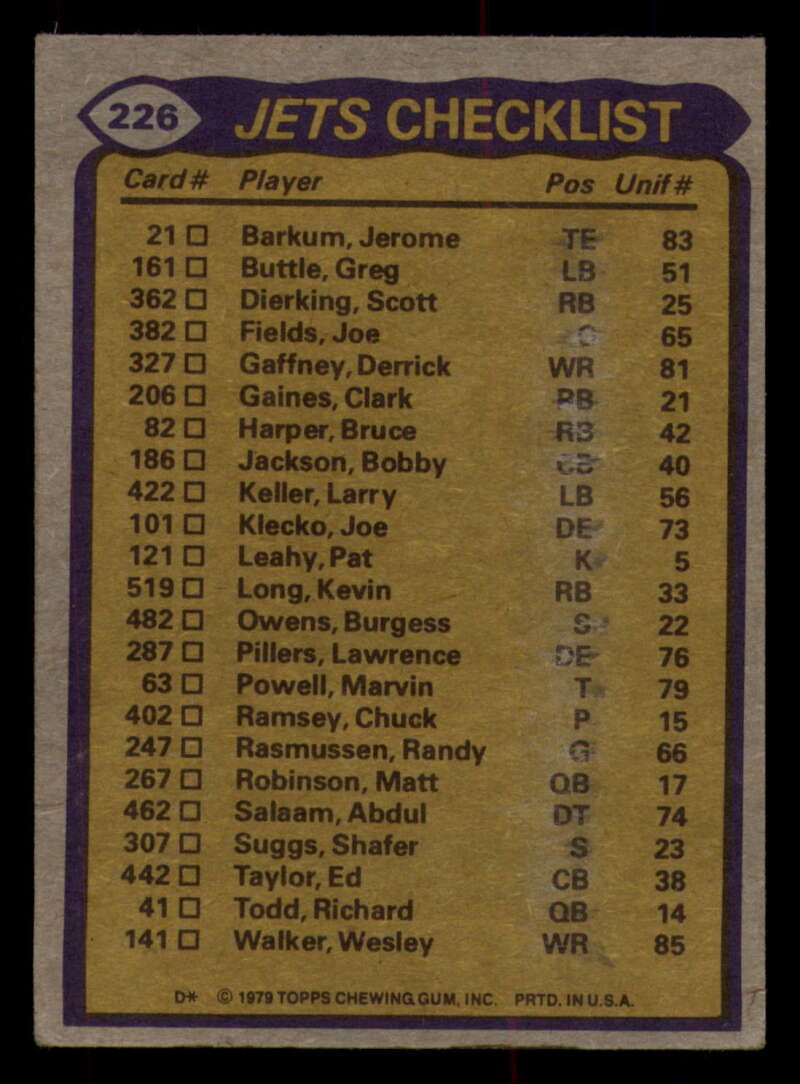 226 JETS CHECKLIST
Card# Player Pos Unif#
21 □ Barkum, Jerome TE 83
161 □ Buttle, Greg LB 51
362 □ Dierking, Scott RB 25
382 □ Fields, Joe C 65
327 □ Gaffney, Derrick WR 81
206 □ Gaines, Clark RB 21
82 □ Harper, Bruce RB 42
186 □ Jackson, Bobby CB 40
422 □ Keller, Larry LB 56
101 □ Klecko, Joe DE 73
121 □ Leahy, Pat K 5
519 □ Long, Kevin RB 33
482 □ Owens, Burgess S 22
287 □ Pillers, Lawrence DE 76
63 □ Powell, Marvin T 79
402 □ Ramsey, Chuck P 15
247 □ Rasmussen, Randy G 66
267 □ Robinson, Matt QB 17
462 □ Salaam, Abdul DT 74
307 □ Suggs, Shafer S 23
442 □ Taylor, Ed CB 38
41 □ Todd, Richard QB 14
141 □ Walker, Wesley WR 85
D* © 1979 TOPPS CHEWING GUM, INC. PRTD. IN U.S.A.